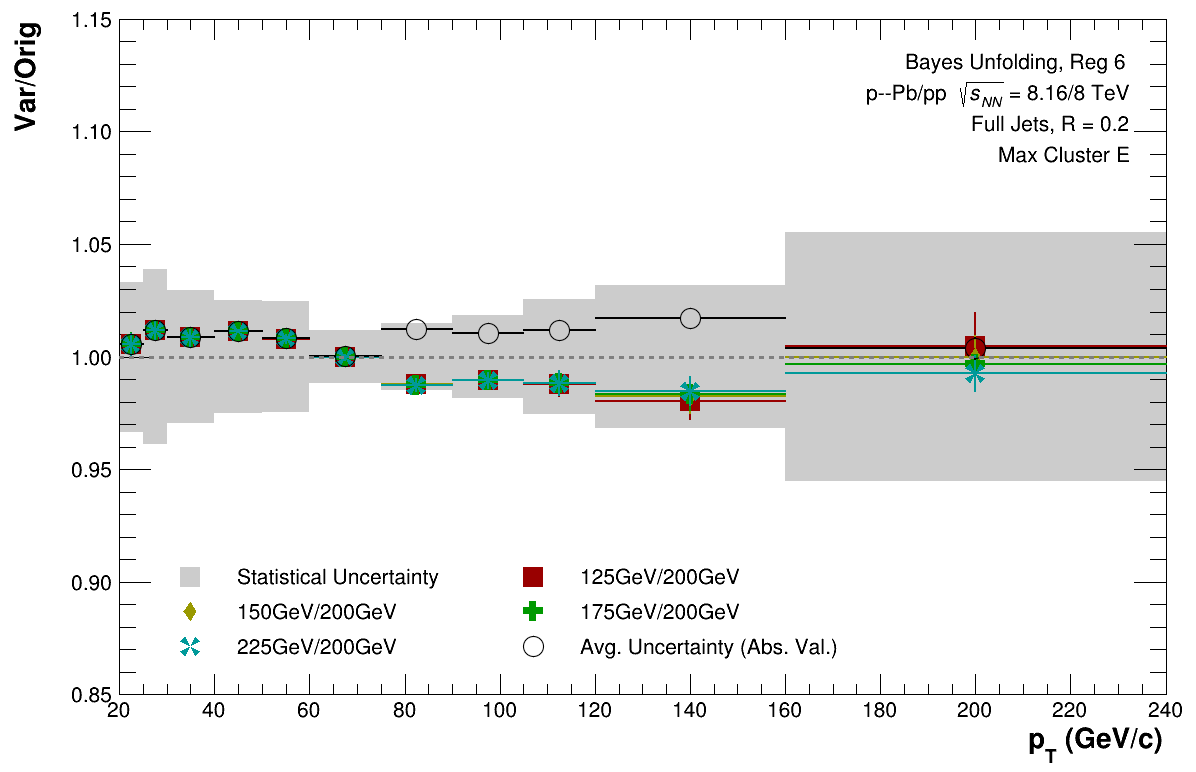 Var/Orig
1.15
1.10
1.05
1.00
0.95
0.90
0.85
Bayes Unfolding, Reg 6
p--Pb/pp √sNN = 8.16/8 TeV
Full Jets, R = 0.2
Max Cluster E
Statistical Uncertainty
125GeV/200GeV
150GeV/200GeV
175GeV/200GeV
225GeV/200GeV
Avg. Uncertainty (Abs. Val.)
20 40 60 80 100 120 140 160 180 200 220 240
pT (GeV/c)